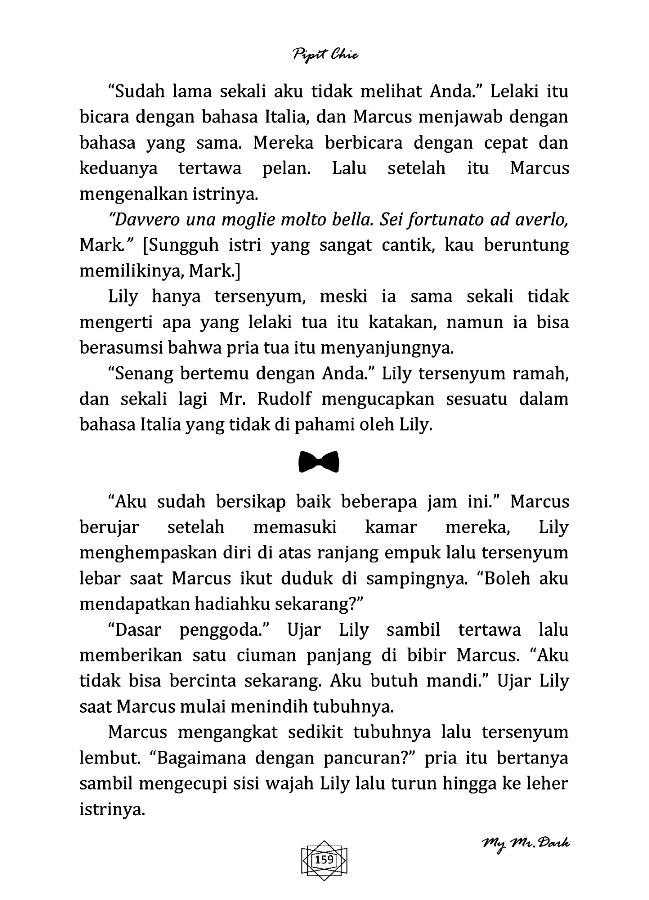 Pipit Chie
“Sudah lama sekali aku tidak melihat Anda.” Lelaki itu
bicara dengan bahasa Italia, dan Marcus menjawab dengan
bahasa yang sama. Mereka berbicara dengan cepat dan
keduanya tertawa pelan. Lalu setelah itu Marcus
mengenalkan istrinya.
“Davvero una moglie molto bella. Sei fortunato ad averlo,
Mark.” [Sungguh istri yang sangat cantik, kau beruntung
memilikinya, Mark.]
Lily hanya tersenyum, meski ia sama sekali tidak
mengerti apa yang lelaki tua itu katakan, namun ia bisa
berasumsi bahwa pria tua itu menyanjungnya.
“Senang bertemu dengan Anda.” Lily tersenyum ramah,
dan sekali lagi Mr. Rudolf mengucapkan sesuatu dalam
bahasa Italia yang tidak di pahami oleh Lily.
“Aku sudah bersikap baik beberapa jam ini.” Marcus
berujar setelah memasuki kamar mereka, Lily
menghempaskan diri di atas ranjang empuk lalu tersenyum
lebar saat Marcus ikut duduk di sampingnya. “Boleh aku
mendapatkan hadiahku sekarang?”
“Dasar penggoda.” Ujar Lily sambil tertawa lalu
memberikan satu ciuman panjang di bibir Marcus. “Aku
tidak bisa bercinta sekarang. Aku butuh mandi.” Ujar Lily
saat Marcus mulai menindih tubuhnya.
Marcus mengangkat sedikit tubuhnya lalu tersenyum
lembut. “Bagaimana dengan pancuran?” pria itu bertanya
sambil mengecupi sisi wajah Lily lalu turun hingga ke leher
istrinya.
My Mr. Dark
159